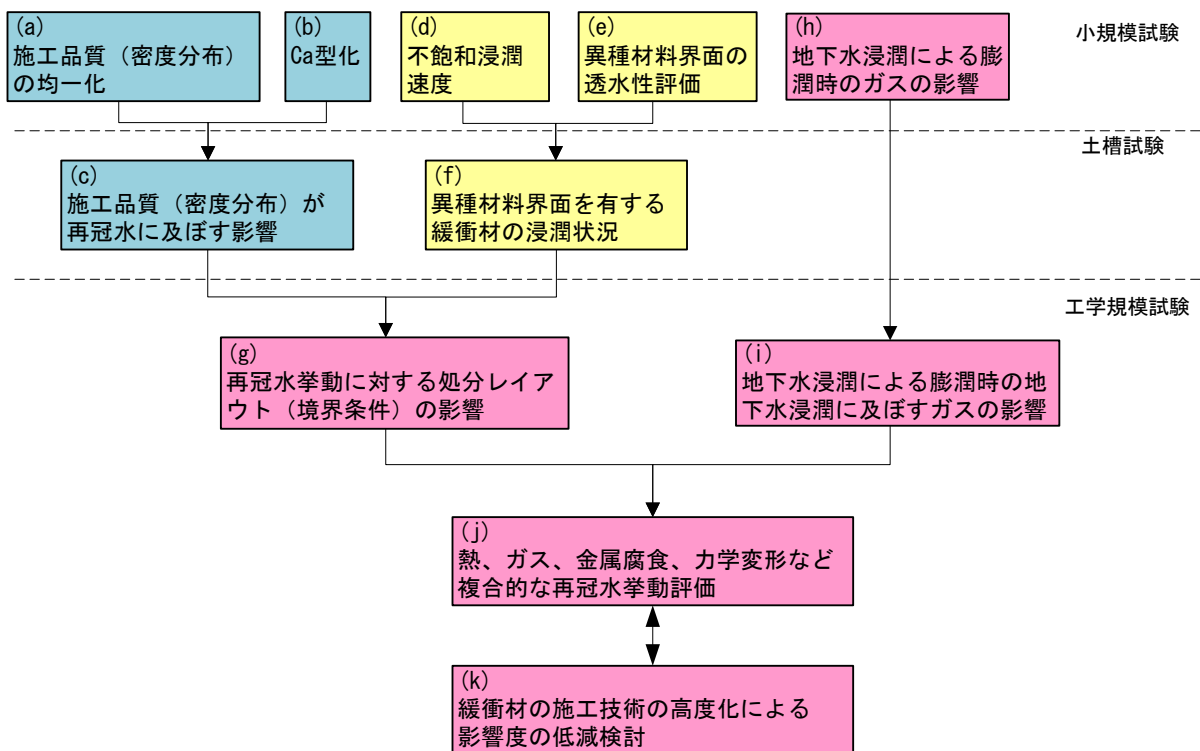 (a)
施工品質（密度分布）
の均一化
(b)
Ca型化
(d)
不飽和浸潤
速度
(e)
異種材料界面の
透水性評価
(h)
地下水浸潤による膨
潤時のガスの影響
小規模試験
土槽試験
(c)
施工品質（密度分布）が
再冠水に及ぼす影響
(f)
異種材料界面を有する
緩衝材の浸潤状況
工学規模試験
(g)
再冠水挙動に対する処分レイア
ウト（境界条件）の影響
(i)
地下水浸潤による膨潤時の地
下水浸潤に及ぼすガスの影響
(j)
熱、ガス、金属腐食、力学変形など
複合的な再冠水挙動評価
(k)
緩衝材の施工技術の高度化による
影響度の低減検討